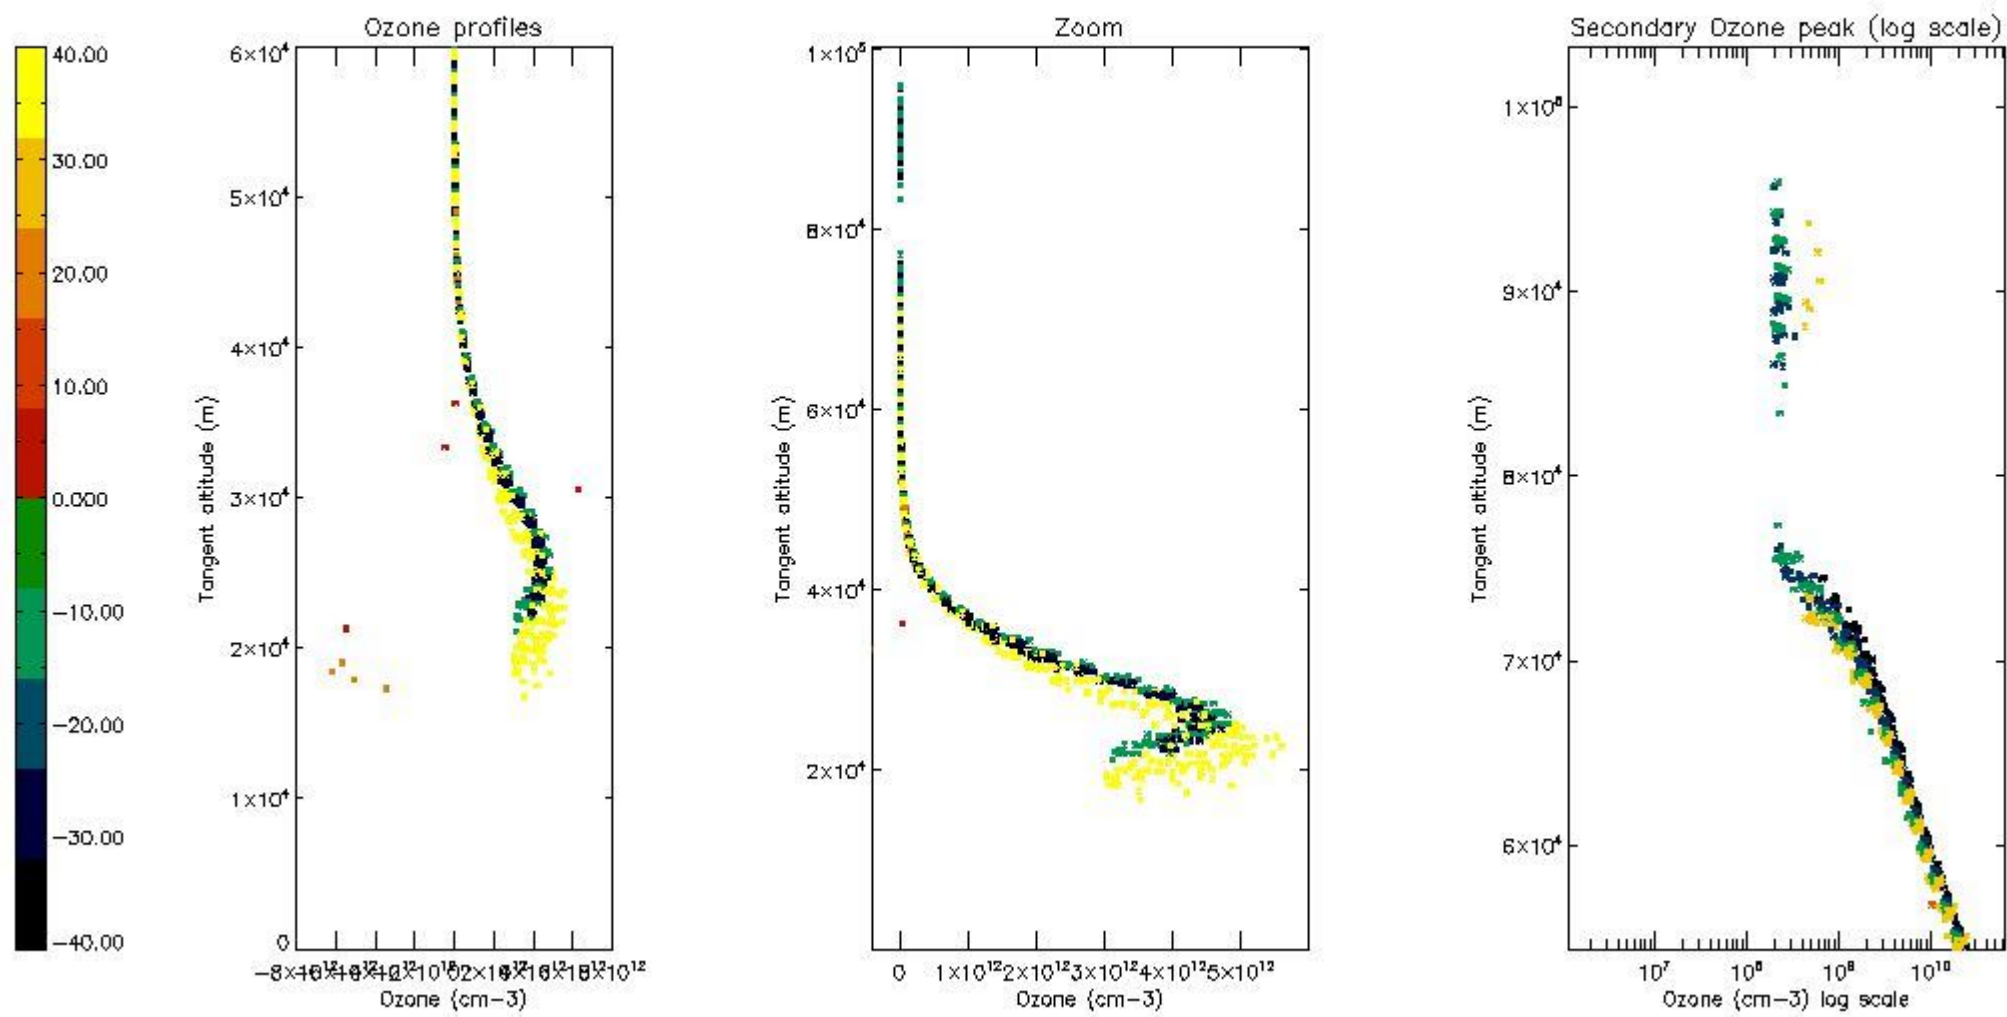 Ozone profiles
Zoom
Secondary Ozone peak (log scale)
40.00
30.00
20.00
10.00
0.000
−10.00
−20.00
−30.00
−40.00
6×10⁴
5×10⁴
4×10⁴
3×10⁴
2×10⁴
1×10⁴
0
Tangent altitude (m)
Ozone (cm−3)
1×10⁵
8×10⁴
6×10⁴
4×10⁴
2×10⁴
Tangent altitude (m)
0 1×10¹² 2×10¹² 3×10¹² 4×10¹² 5×10¹²
Ozone (cm−3)
1×10⁵
9×10⁴
8×10⁴
7×10⁴
6×10⁴
Tangent altitude (m)
10⁷ 10⁸ 10⁹ 10¹⁰
Ozone (cm−3) log scale